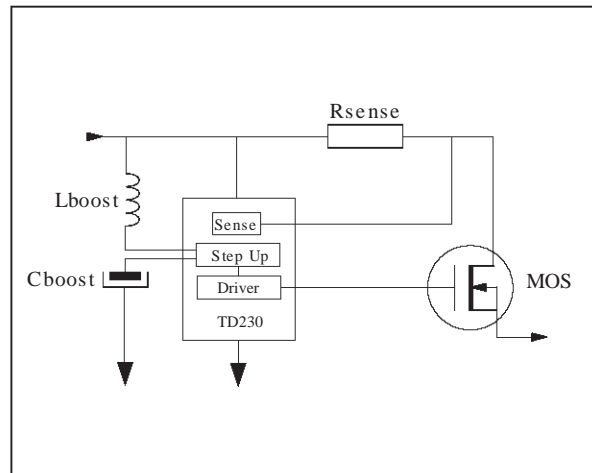 Rsense
Lboost
Sense
Step Up
Cboost
Driver
MOS
TD230